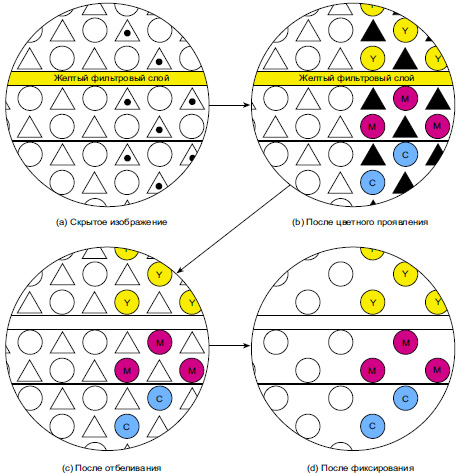 Y
Y
Y
Y
Желтый фильтровый слой
Желтый фильтровый слой
M
M
M
C
C
(a) Скрытое изображение
(b) После цветного проявления
Y
Y
Y
Y
Y
Y
Y
Y
M
M
M
M
M
M
C
C
C
C
(c) После отбеливания
(d) После фиксирования